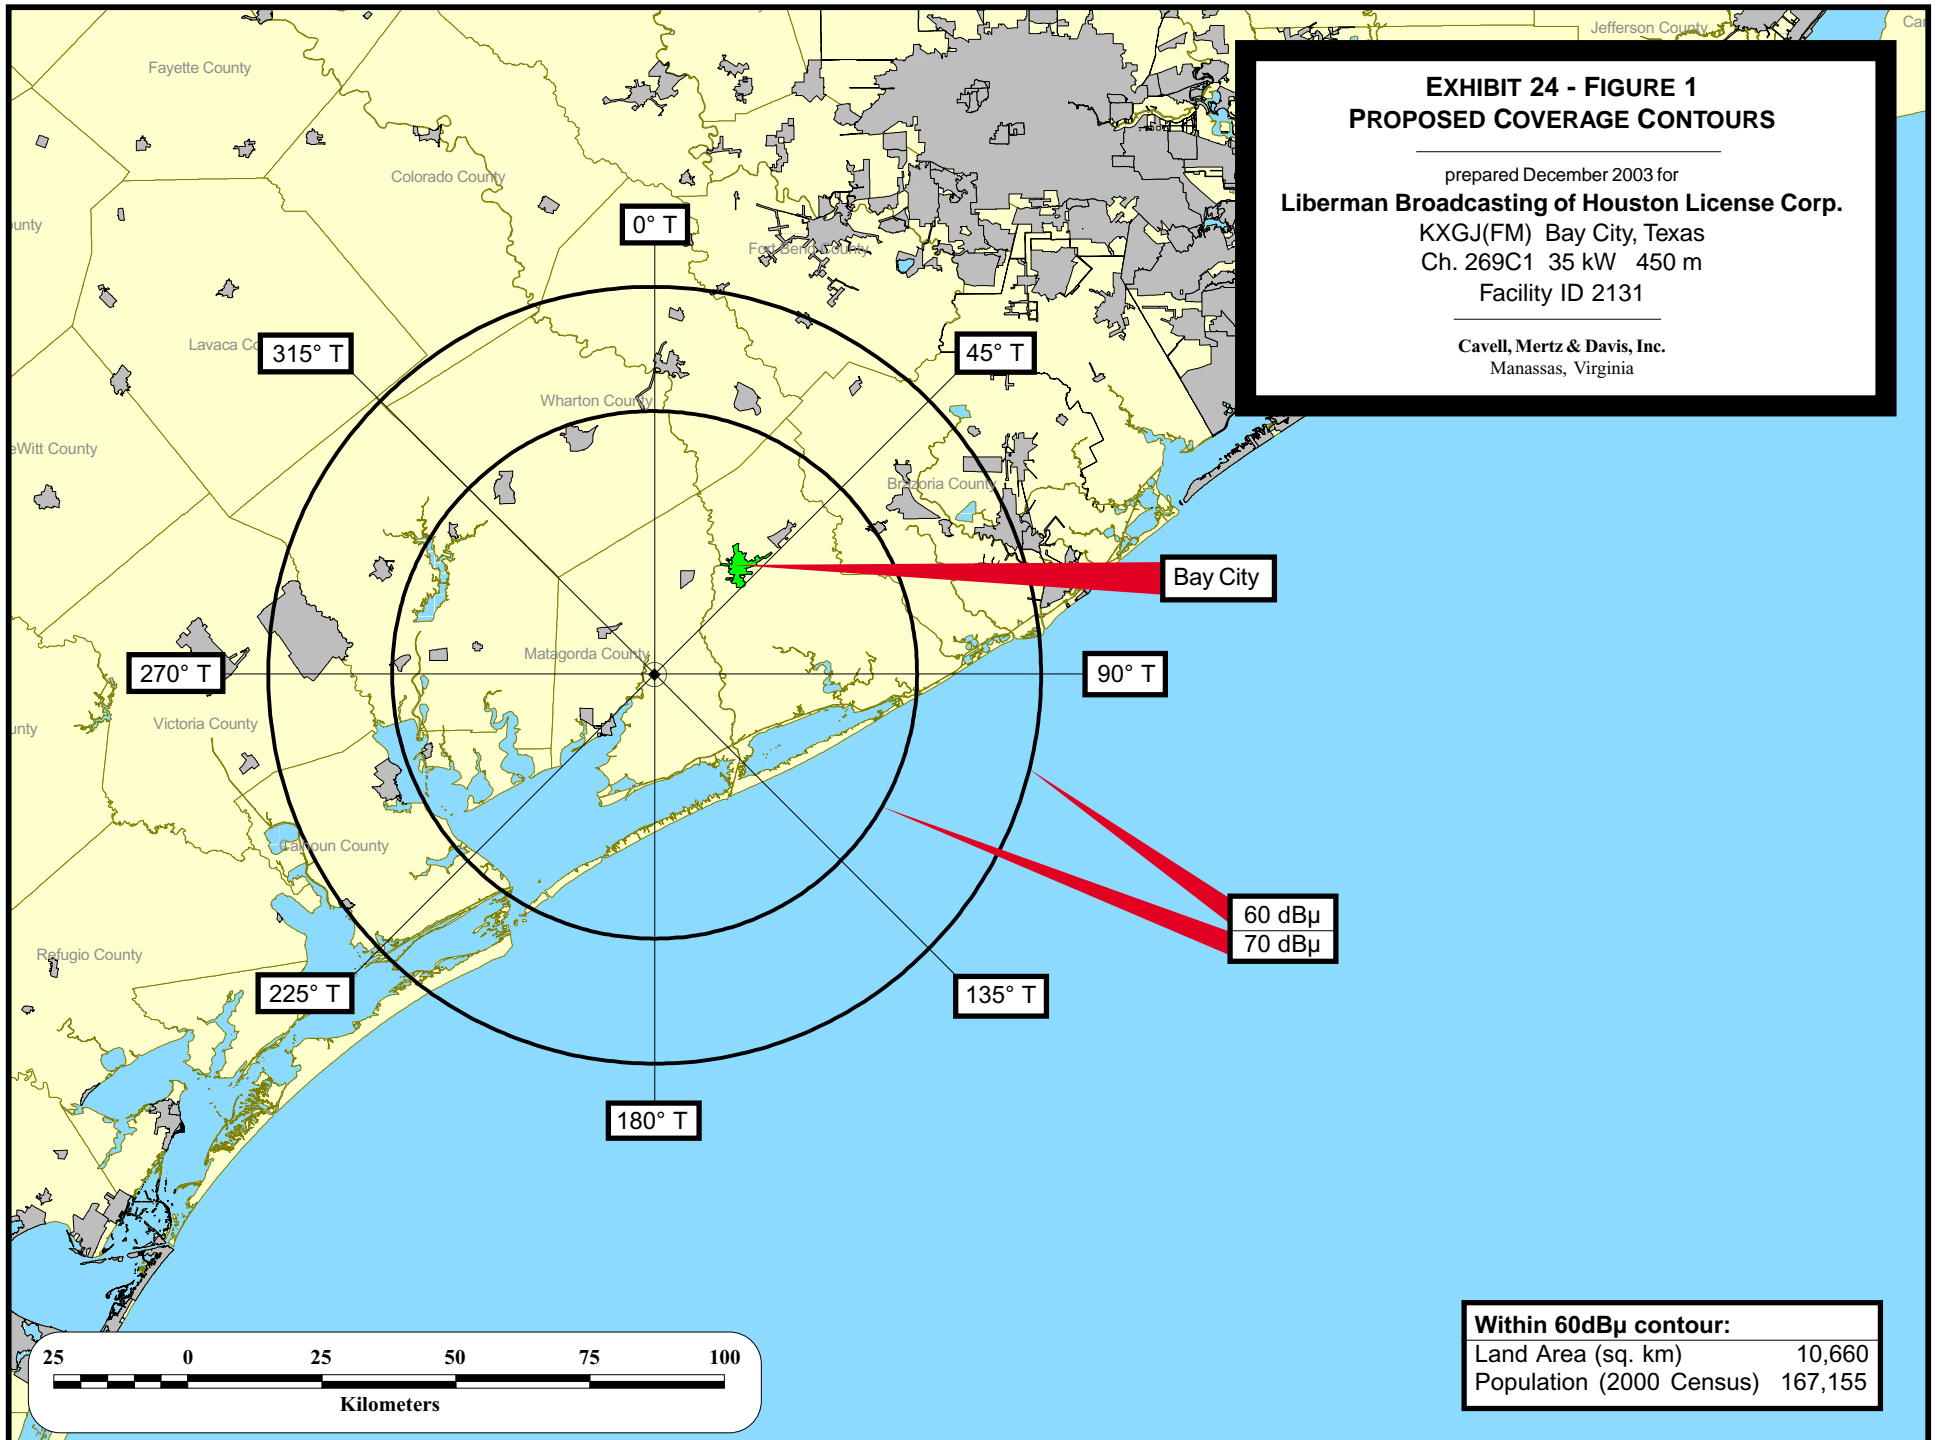 Jefferson County
Fayette County
EXHIBIT 24 - FIGURE 1
PROPOSED COVERAGE CONTOURS
prepared December 2003 for
Liberman Broadcasting of Houston License Corp.
KXGJ(FM) Bay City, Texas
Ch. 269C1 35 kW 450 m
Facility ID 2131
Cavell, Mertz & Davis, Inc.
Manassas, Virginia
Colorado County
0° T
Fort Bend County
unty
Lavaca Co
315° T
45° T
Wharton County
eWitt County
Brazoria County
Bay City
Matagorda County
270° T
90° T
Victoria County
unty
Calhoun County
60 dBµ
70 dBµ
Refugio County
225° T
135° T
180° T
Within 60dBµ contour:
Land Area (sq. km) 10,660
Population (2000 Census) 167,155
25 0 25 50 75 100
Kilometers